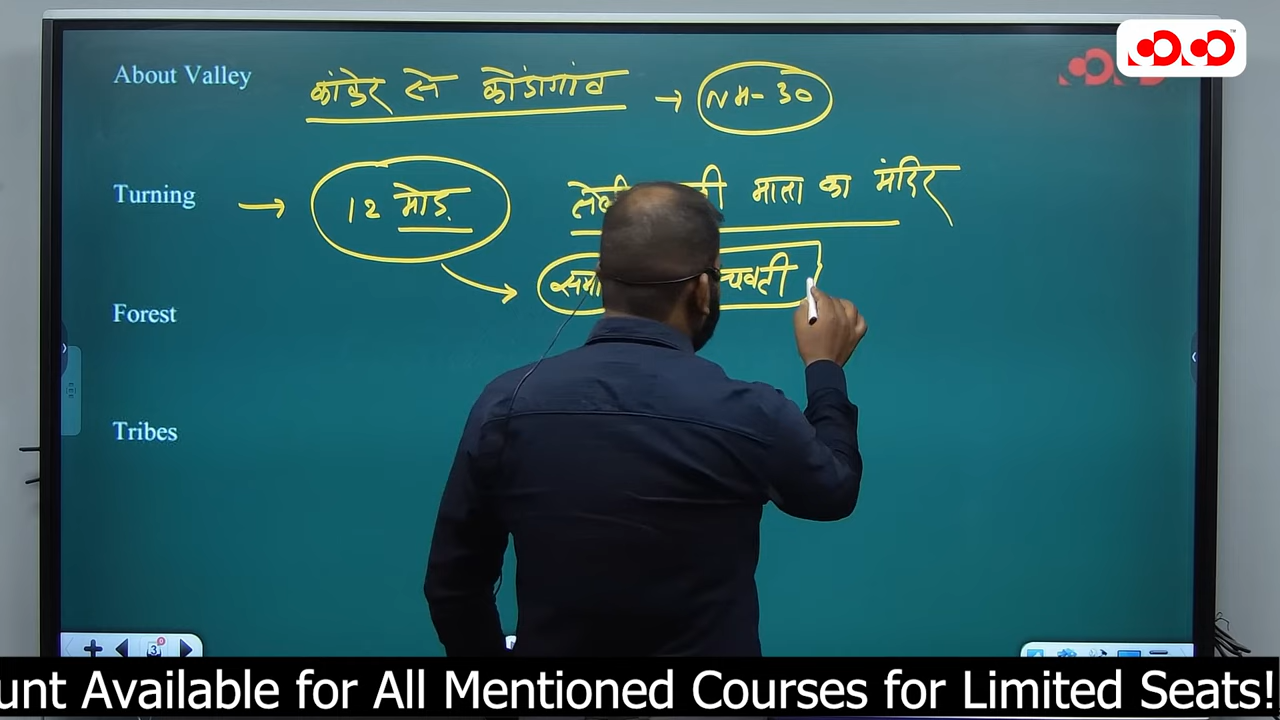 About Valley कांकेर से कोंडागांव → NH-30
Turning → 12 मोड़ माता का मंदिर
Forest
Tribes
unt Available for All Mentioned Courses for Limited Seats!